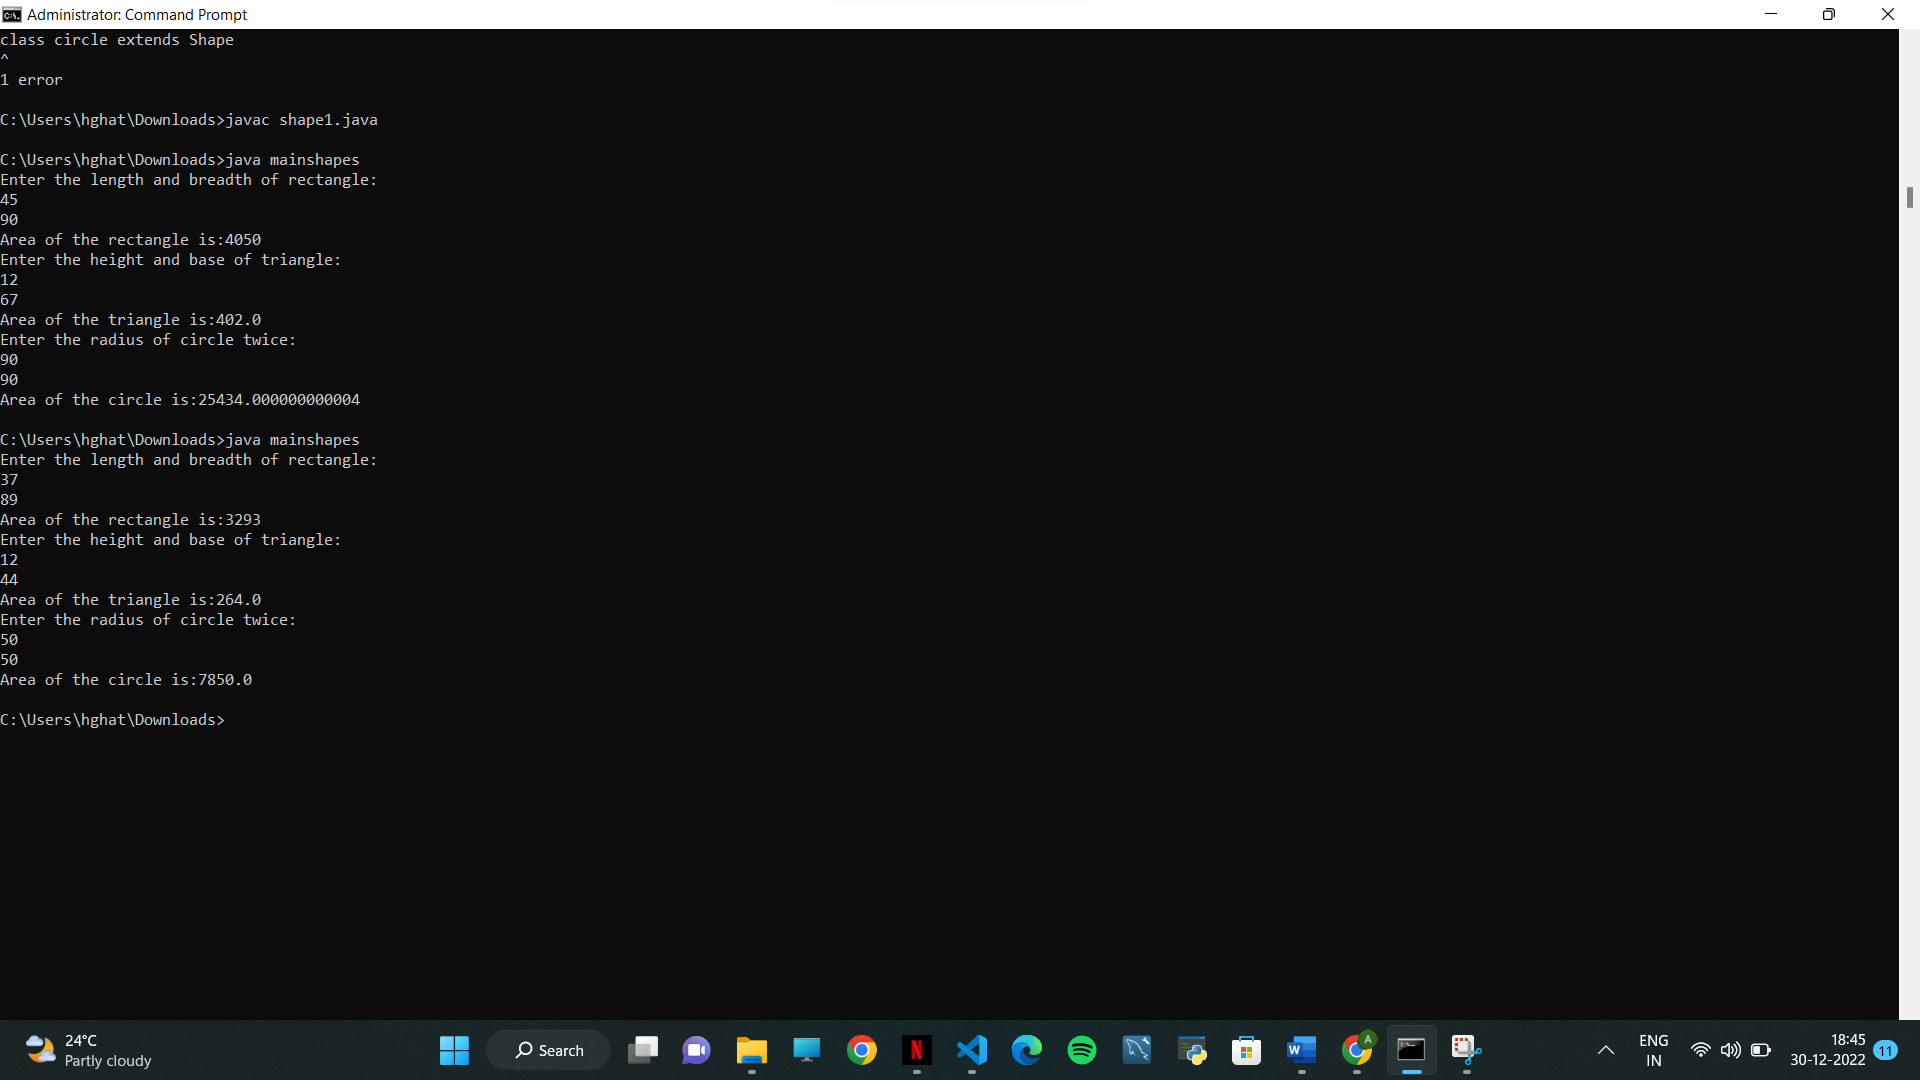 Administrator: Command Prompt
class circle extends Shape
^
1 error
C:\Users\hghat\Downloads>javac shape1.java
C:\Users\hghat\Downloads>java mainshapes
Enter the length and breadth of rectangle:
45
90
Area of the rectangle is:4050
Enter the height and base of triangle:
12
67
Area of the triangle is:402.0
Enter the radius of circle twice:
90
90
Area of the circle is:25434.000000000004
C:\Users\hghat\Downloads>java mainshapes
Enter the length and breadth of rectangle:
37
89
Area of the rectangle is:3293
Enter the height and base of triangle:
12
44
Area of the triangle is:264.0
Enter the radius of circle twice:
50
50
Area of the circle is:7850.0
C:\Users\hghat\Downloads>
24°C
Partly cloudy
Search
N
W
A
ENG
IN
18:45
30-12-2022
11